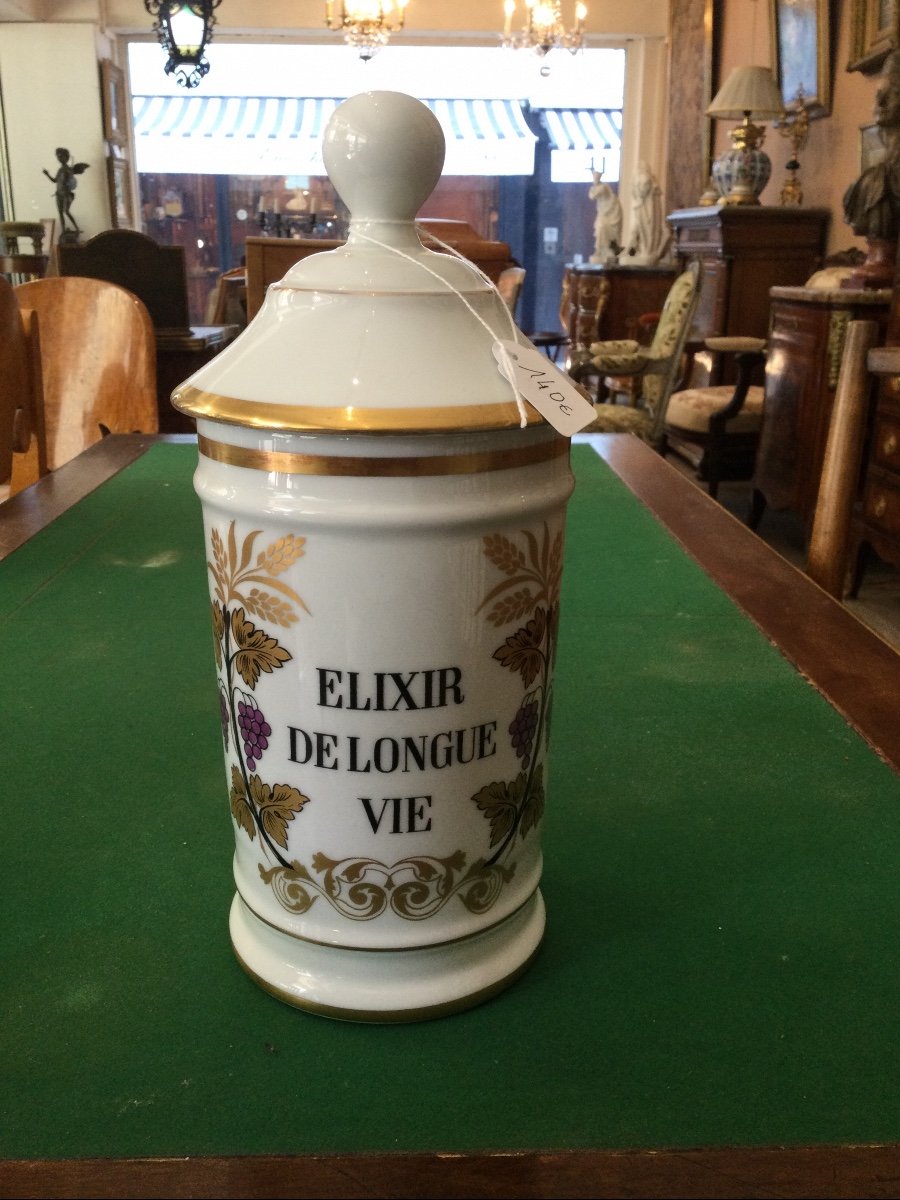 140€
ELIXIR
DE LONGUE
VIE